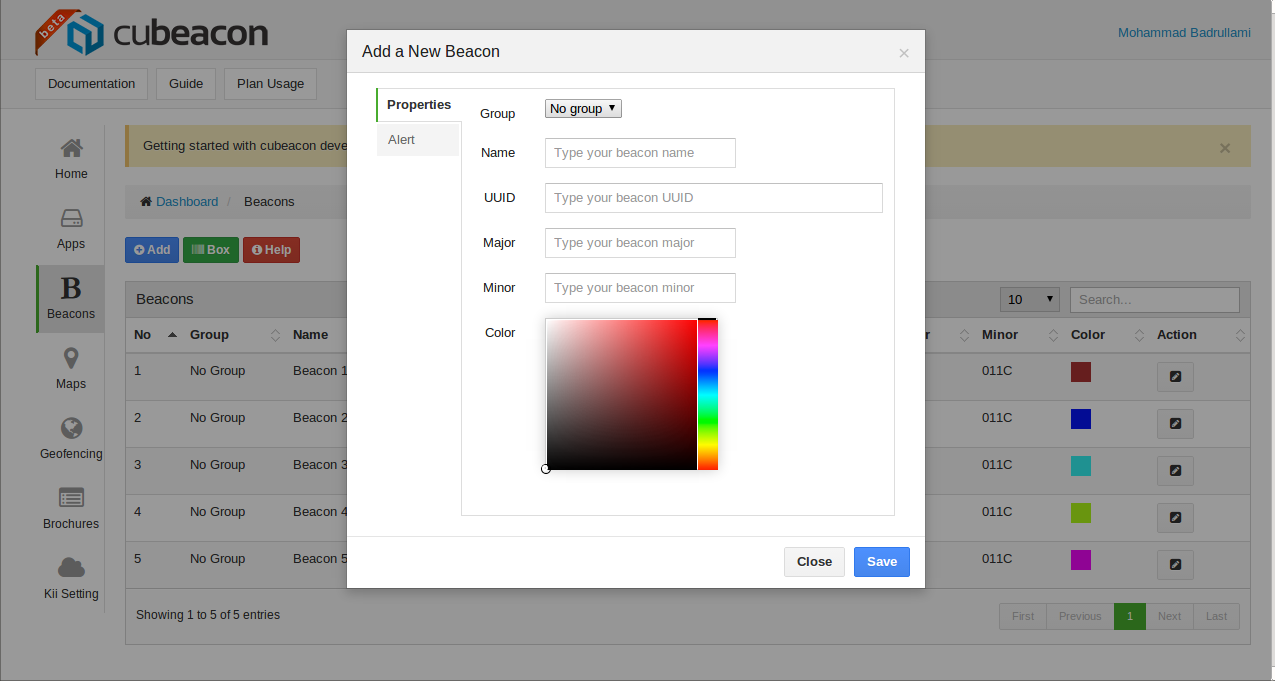 beta
cubeacon
Mohammad Badrullami
Documentation
Guide
Plan Usage
Home
Apps
B
Beacons
Maps
Geofencing
Brochures
Kii Setting
Getting started with cubeacon deve
×
Dashboard / Beacons
Add
Box
Help
Beacons
10
Search...
No Group Name r Minor Color Action
1 No Group Beacon 1 011C
2 No Group Beacon 2 011C
3 No Group Beacon 3 011C
4 No Group Beacon 4 011C
5 No Group Beacon 5 011C
Showing 1 to 5 of 5 entries
First Previous 1 Next Last
Add a New Beacon
×
Properties
Alert
Group No group
Name Type your beacon name
UUID Type your beacon UUID
Major Type your beacon major
Minor Type your beacon minor
Color
Close
Save